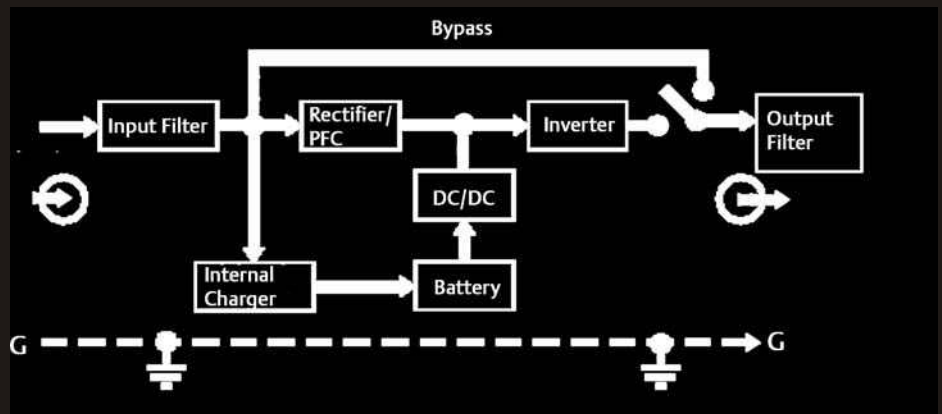 Bypass
Input Filter
Rectifier/
PFC
Inverter
Output
Filter
DC/DC
Internal
Charger
Battery
G
G